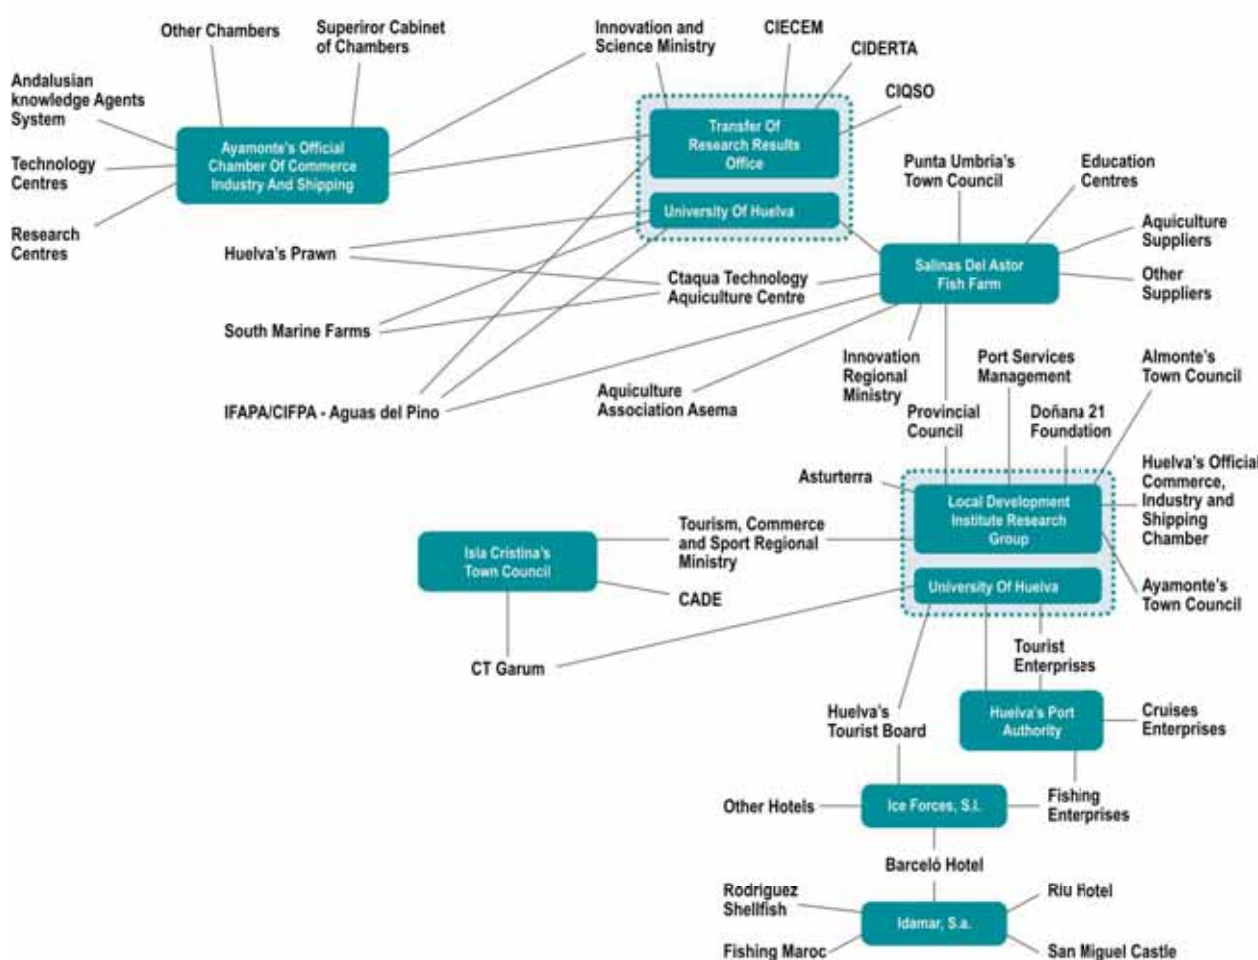 Other Chambers
Superiror Cabinet
of Chambers
Innovation and
Science Ministry
CIECEM
CIDERTA
CIQSO
Andalusian
knowledge Agents
System
Technology
Centres
Research
Centres
Ayamonte's Official
Chamber Of Commerce
Industry And Shipping
Transfer Of
Research Results
Office
University Of Huelva
Punta Umbria's
Town Council
Education
Centres
Aquiculture
Suppliers
Other
Suppliers
Huelva's Prawn
Ctaqua Technology
Aquiculture Centre
Salinas Del Astor
Fish Farm
South Marine Farms
IFAPA/CIFPA - Aguas del Pino
Aquiculture
Association Asema
Innovation
Regional
Ministry
Port Services
Management
Almonte's
Town Council
Provincial
Council
Doñana 21
Foundation
Asturterra
Local Development
Institute Research
Group
University Of Huelva
Huelva's Official
Commerce,
Industry and
Shipping
Chamber
Ayamonte's
Town Council
Isla Cristina's
Town Council
Tourism, Commerce
and Sport Regional
Ministry
CADE
CT Garum
Tourist
Enterprises
Huelva's
Tourist Board
Huelva's Port
Authority
Cruises
Enterprises
Other Hotels
Ice Forces, S.l.
Fishing
Enterprises
Barceló Hotel
Rodríguez
Shellfish
Idamar, S.a.
Riu Hotel
Fishing Maroc
San Miguel Castle